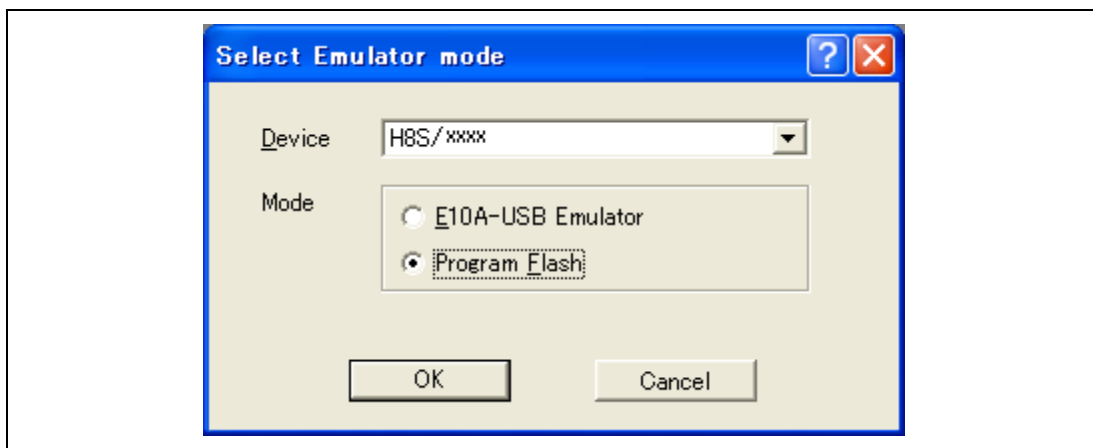 Select Emulator mode
Device H8S/xxxx
Mode
E10A-USB Emulator
Program Flash
OK Cancel